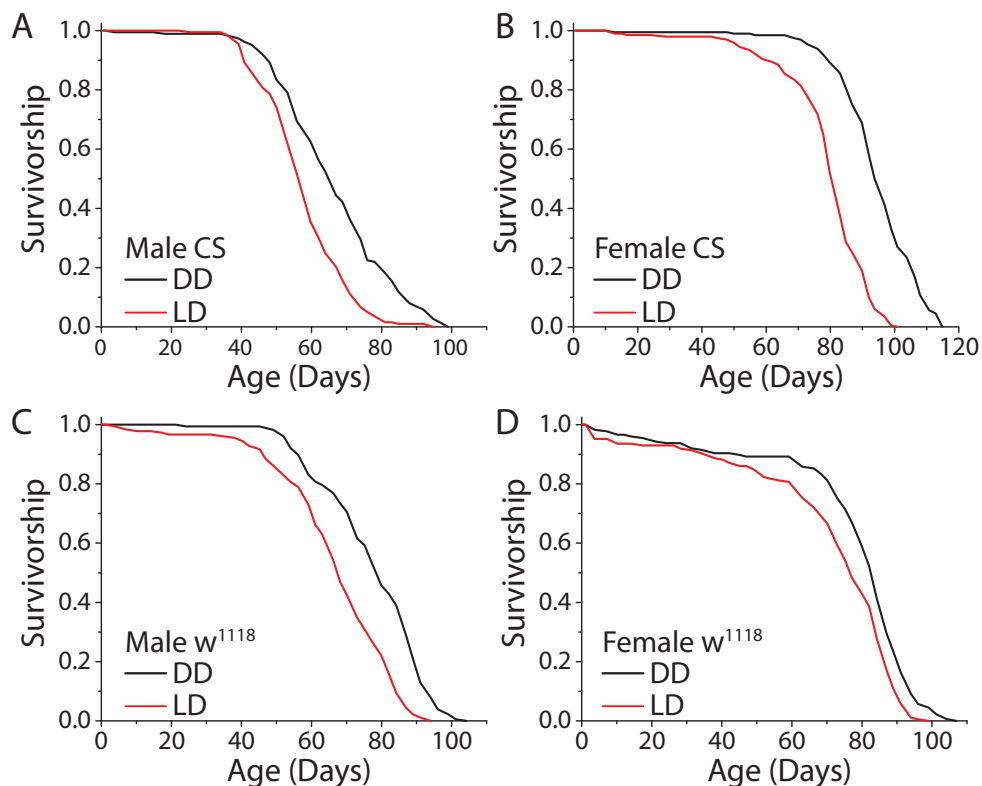 A
Survivorship
1.0
0.8
0.6
0.4
0.2
0.0
Male CS
DD
LD
0 20 40 60 80 100
Age (Days)
B
Survivorship
1.0
0.8
0.6
0.4
0.2
0.0
Female CS
DD
LD
0 20 40 60 80 100 120
Age (Days)
C
Survivorship
1.0
0.8
0.6
0.4
0.2
0.0
Male w¹¹¹⁸
DD
LD
0 20 40 60 80 100
Age (Days)
D
Survivorship
1.0
0.8
0.6
0.4
0.2
0.0
Female w¹¹¹⁸
DD
LD
0 20 40 60 80 100
Age (Days)